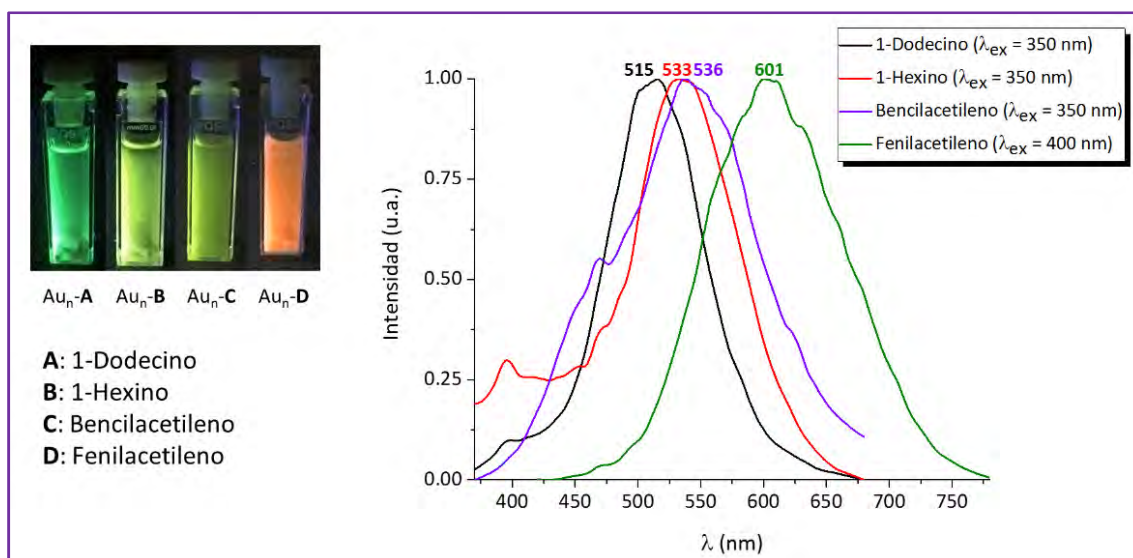 1-Dodecino (λex = 350 nm)
1-Hexino (λex = 350 nm)
Bencilacetileno (λex = 350 nm)
Fenilacetileno (λex = 400 nm)
515 533 536 601
1.00
0.75
0.50
0.25
0.00
Intensidad (u.a.)
400 450 500 550 600 650 700 750
λ (nm)
Aun-A Aun-B Aun-C Aun-D
A: 1-Dodecino
B: 1-Hexino
C: Bencilacetileno
D: Fenilacetileno